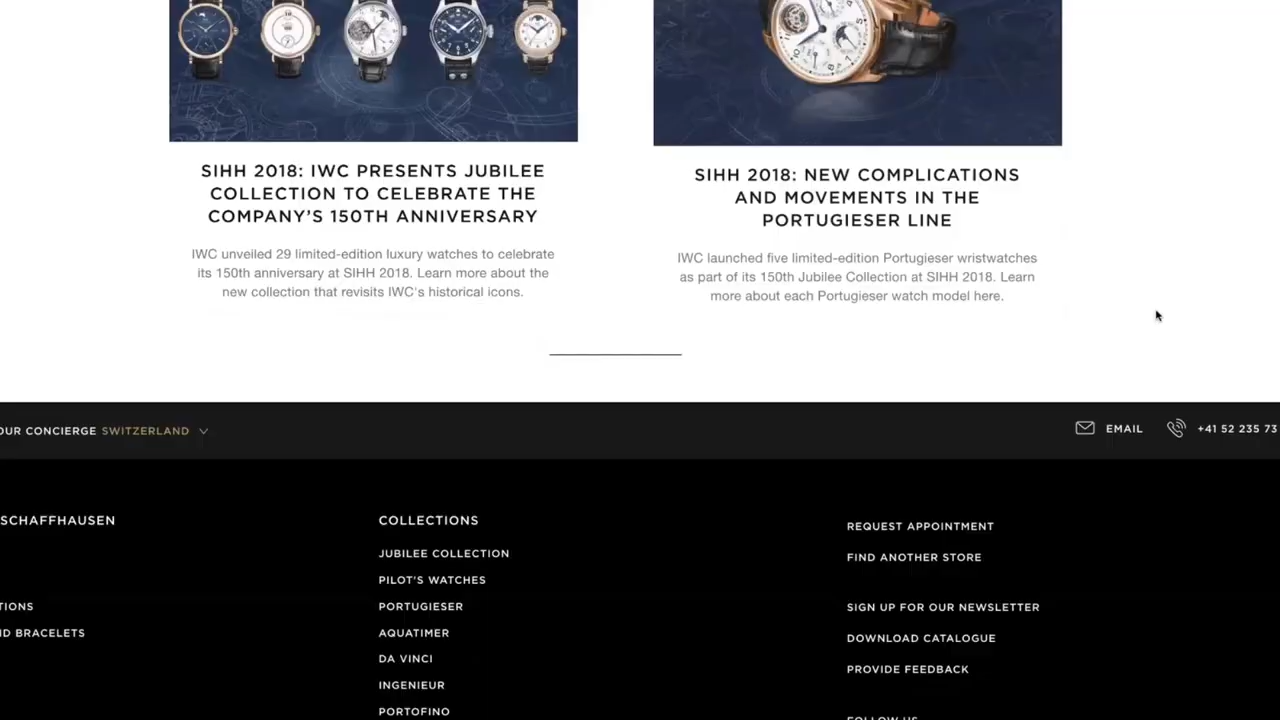 SIHH 2018: IWC PRESENTS JUBILEE
COLLECTION TO CELEBRATE THE
COMPANY'S 150TH ANNIVERSARY
IWC unveiled 29 limited-edition luxury watches to celebrate
its 150th anniversary at SIHH 2018. Learn more about the
new collection that revisits IWC's historical icons.
SIHH 2018: NEW COMPLICATIONS
AND MOVEMENTS IN THE
PORTUGIESER LINE
IWC launched five limited-edition Portugieser wristwatches
as part of its 150th Jubilee Collection at SIHH 2018. Learn
more about each Portugieser watch model here.
OUR CONCIERGE SWITZERLAND
EMAIL
+41 52 235 73
SCHAFFHAUSEN
TIONS
ND BRACELETS
COLLECTIONS
JUBILEE COLLECTION
PILOT'S WATCHES
PORTUGIESER
AQUATIMER
DA VINCI
INGENIEUR
PORTOFINO
REQUEST APPOINTMENT
FIND ANOTHER STORE
SIGN UP FOR OUR NEWSLETTER
DOWNLOAD CATALOGUE
PROVIDE FEEDBACK
FOLLOW US